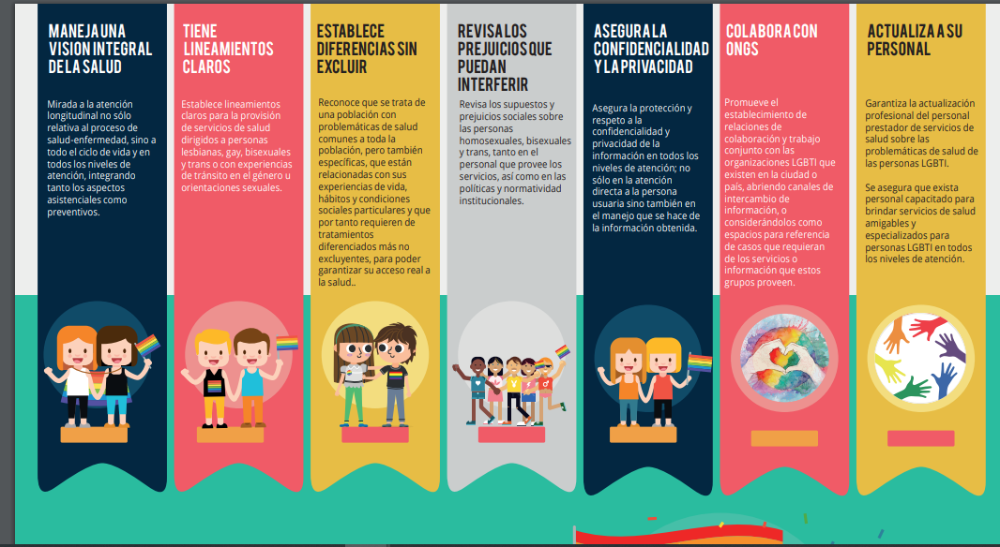 MANEJA UNA
VISION INTEGRAL
DE LA SALUD
Mirada a la atención
longitudinal no sólo
relativa al proceso de
salud-enfermedad, sino a
todo el ciclo de vida y en
todos los niveles de
atención, integrando
tanto los aspectos
asistenciales como
preventivos.
TIENE
LINEAMIENTOS
CLAROS
Establece lineamientos
claros para la provisión
de servicios de salud
dirigidos a personas
lesbianas, gay, bisexuales
y trans o con experiencias
de tránsito en el género u
orientaciones sexuales.
ESTABLECE
DIFERENCIAS SIN
EXCLUIR
Reconoce que se trata de
una población con
problemáticas de salud
comunes a toda la
población, pero también
específicas, que están
relacionadas con sus
experiencias de vida,
hábitos y condiciones
sociales particulares y que
por tanto requieren de
tratamientos
diferenciados más no
excluyentes, para poder
garantizar su acceso real a
la salud..
REVISA LOS
PREJUICIOS QUE
PUEDAN
INTERFERIR
Revisa los supuestos y
prejuicios sociales sobre
las personas
homosexuales, bisexuales
y trans, tanto en el
personal que provee los
servicios, así como en las
políticas y normatividad
institucionales.
ASEGURA LA
CONFIDENCIALIDAD
Y LA PRIVACIDAD
Asegura la protección y
respeto a la
confidencialidad y
privacidad de la
información en todos los
niveles de atención; no
sólo en la atención
directa a la persona
usuaria sino también en
el manejo que se hace de
la información obtenida.
COLABORA CON
ONGS
Promueve el
establecimiento de
relaciones de
colaboración y trabajo
conjunto con las
organizaciones LGBTI que
existen en la ciudad o
país, abriendo canales de
intercambio de
información, o
considerándolos como
espacios para referencia
de casos que requieran
de los servicios o
información que estos
grupos proveen.
ACTUALIZA A SU
PERSONAL
Garantiza la actualización
profesional del personal
prestador de servicios de
salud sobre las
problemáticas de salud de
las personas LGBTI.
Se asegura que exista
personal capacitado para
brindar servicios de salud
amigables y
especializados para
personas LGBTI en todos
los niveles de atención.